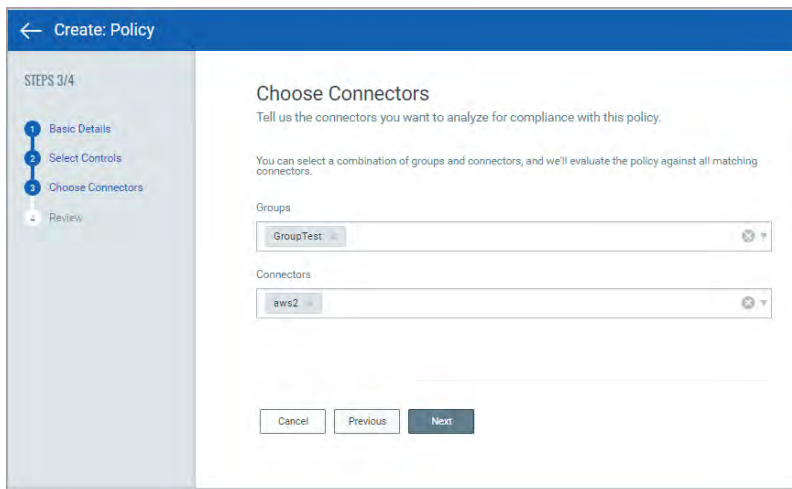 Create: Policy
STEPS 3/4
1 Basic Details
2 Select Controls
3 Choose Connectors
4 Review
Choose Connectors
Tell us the connectors you want to analyze for compliance with this policy.
You can select a combination of groups and connectors, and we'll evaluate the policy against all matching
connectors.
Groups
GroupTest
Connectors
aws2
Cancel Previous Next